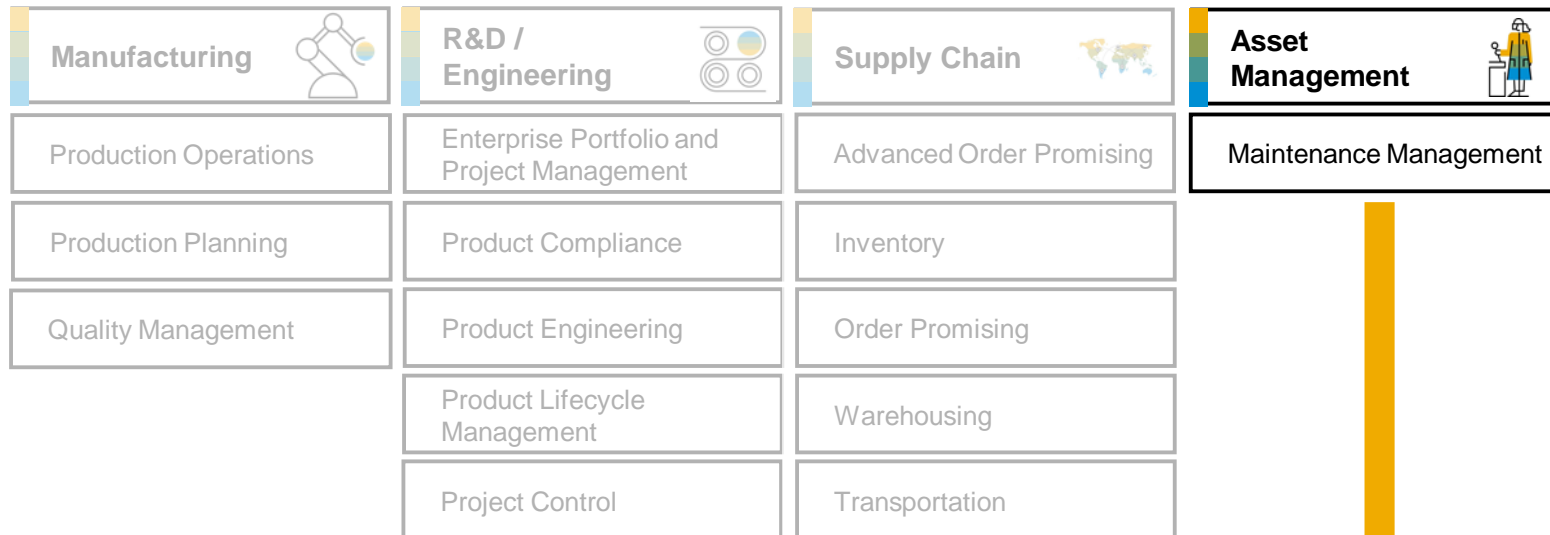 Manufacturing
R&D /
Engineering
Supply Chain
Asset
Management
Production Operations
Enterprise Portfolio and
Project Management
Advanced Order Promising
Maintenance Management
Production Planning
Product Compliance
Inventory
Quality Management
Product Engineering
Order Promising
Product Lifecycle
Management
Warehousing
Project Control
Transportation